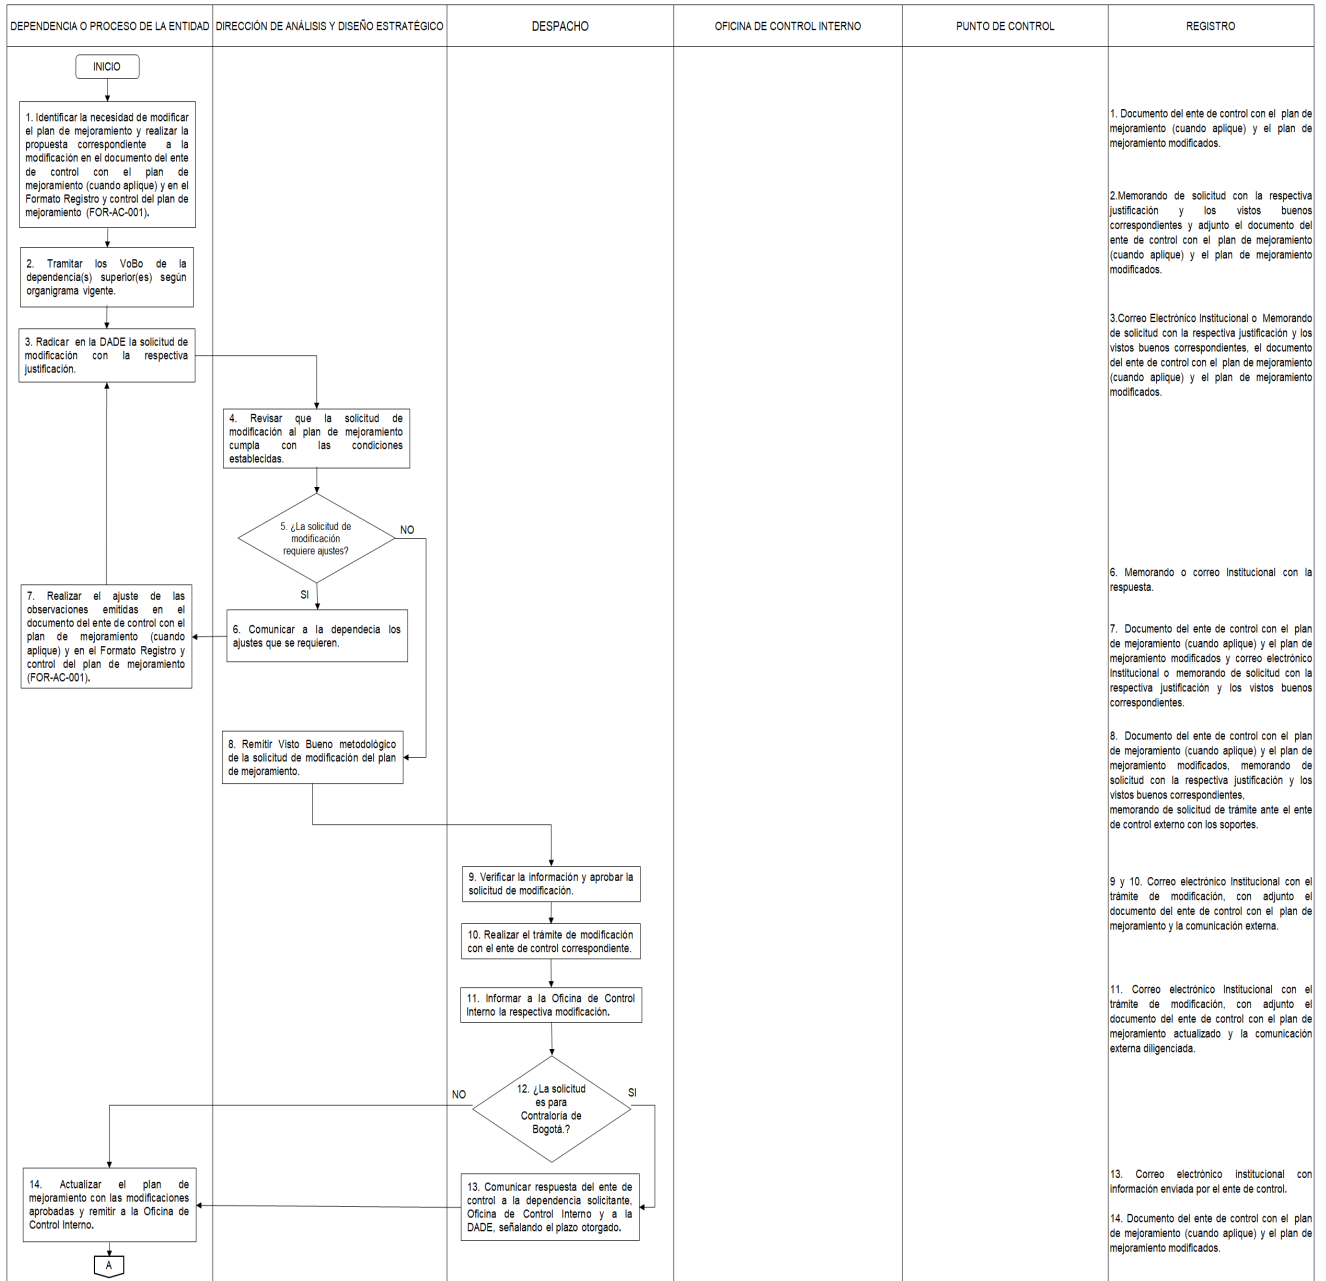 DEPENDENCIA O PROCESO DE LA ENTIDAD
DIRECCIÓN DE ANÁLISIS Y DISEÑO ESTRATÉGICO
DESPACHO
OFICINA DE CONTROL INTERNO
PUNTO DE CONTROL
REGISTRO
INICIO
1. Identificar la necesidad de modificar
el plan de mejoramiento y realizar la
propuesta correspondiente a la
modificación en el documento del ente
de control con el plan de
mejoramiento (cuando aplique) y en el
Formato Registro y control del plan de
mejoramiento (FOR-AC-001).
2. Tramitar los VoBo de la
dependencia(s) superior(es) según
organigrama vigente.
3. Radicar en la DADE la solicitud de
modificación con la respectiva
justificación.
4. Revisar que la solicitud de
modificación al plan de mejoramiento
cumpla con las condiciones
establecidas.
5. ¿La solicitud de
modificación
requiere ajustes?
NO
SI
6. Comunicar a la dependecia los
ajustes que se requieren.
7. Realizar el ajuste de las
observaciones emitidas en el
documento del ente de control con el
plan de mejoramiento (cuando
aplique) y en el Formato Registro y
control del plan de mejoramiento
(FOR-AC-001).
8. Remitir Visto Bueno metodológico
de la solicitud de modificación del plan
de mejoramiento.
9. Verificar la información y aprobar la
solicitud de modificación.
10. Realizar el trámite de modificación
con el ente de control correspondiente.
11. Informar a la Oficina de Control
Interno la respectiva modificación.
12. ¿La solicitud
es para
Contraloría de
Bogotá.?
NO
SI
13. Comunicar respuesta del ente de
control a la dependencia solicitante,
Oficina de Control Interno y a la
DADE, señalando el plazo otorgado.
14. Actualizar el plan de
mejoramiento con las modificaciones
aprobadas y remitir a la Oficina de
Control Interno.
A
1. Documento del ente de control con el plan de
mejoramiento (cuando aplique) y el plan de
mejoramiento modificados.
2.Memorando de solicitud con la respectiva
justificación y los vistos buenos
correspondientes y adjunto el documento del
ente de control con el plan de mejoramiento
(cuando aplique) y el plan de mejoramiento
modificados.
3.Correo Electrónico Institucional o Memorando
de solicitud con la respectiva justificación y los
vistos buenos correspondientes, el documento
del ente de control con el plan de mejoramiento
(cuando aplique) y el plan de mejoramiento
modificados.
6. Memorando o correo Institucional con la
respuesta.
7. Documento del ente de control con el plan
de mejoramiento (cuando aplique) y el plan de
mejoramiento modificados y correo electrónico
Institucional o memorando de solicitud con la
respectiva justificación y los vistos buenos
correspondientes.
8. Documento del ente de control con el plan
de mejoramiento (cuando aplique) y el plan de
mejoramiento modificados, memorando de
solicitud con la respectiva justificación y los
vistos buenos correspondientes,
memorando de solicitud de trámite ante el ente
de control externo con los soportes.
9 y 10. Correo electrónico Institucional con el
trámite de modificación, con adjunto el
documento del ente de control con el plan de
mejoramiento y la comunicación externa.
11. Correo electrónico Institucional con el
trámite de modificación, con adjunto el
documento del ente de control con el plan de
mejoramiento actualizado y la comunicación
externa diligenciada.
13. Correo electrónico institucional con
información enviada por el ente de control.
14. Documento del ente de control con el plan
de mejoramiento (cuando aplique) y el plan de
mejoramiento modificados.